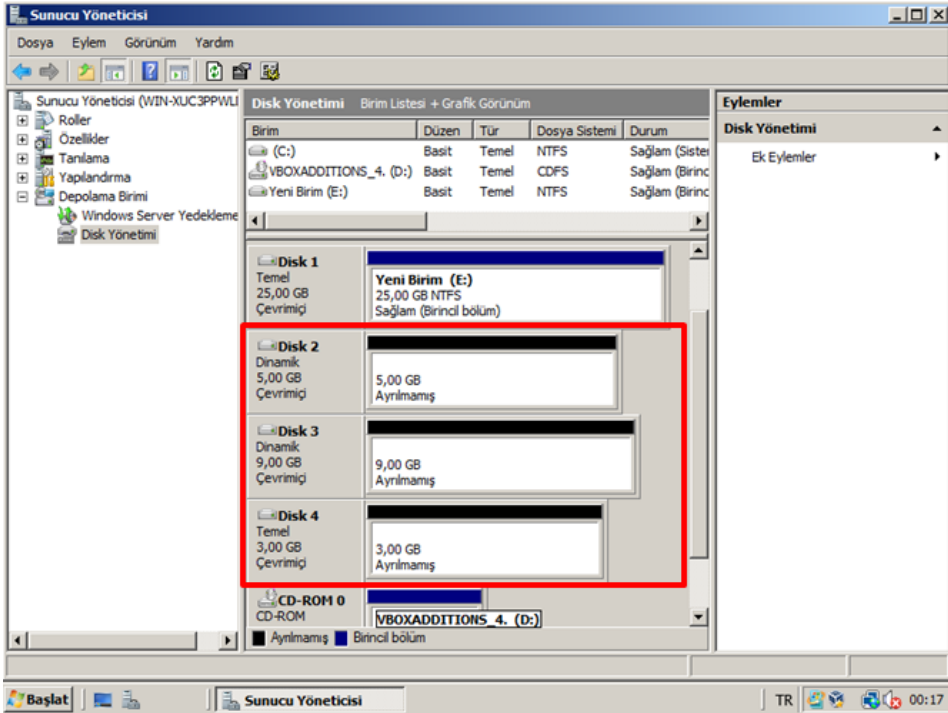 Sunucu Yöneticisi
Dosya Eylem Görünüm Yardım
Sunucu Yöneticisi (WIN-XUC3PPWLI
Roller
Özellikler
Tanılama
Yapılandırma
Depolama Birimi
Windows Server Yedekleme
Disk Yönetimi
Disk Yönetimi Birim Listesi + Grafik Görünüm
Birim Düzen Tür Dosya Sistemi Durum
(C:) Basit Temel NTFS Sağlam (Sister
VBOXADDITIONS_4. (D:) Basit Temel CDFS Sağlam (Birinc
Yeni Birim (E:) Basit Temel NTFS Sağlam (Birinc
Disk 1
Temel
25,00 GB
Çevrimiçi
Yeni Birim (E:)
25,00 GB NTFS
Sağlam (Birincil bölüm)
Disk 2
Dinamik
5,00 GB
Çevrimiçi
5,00 GB
Ayrılmamış
Disk 3
Dinamik
9,00 GB
Çevrimiçi
9,00 GB
Ayrılmamış
Disk 4
Temel
3,00 GB
Çevrimiçi
3,00 GB
Ayrılmamış
CD-ROM 0
CD-ROM
VBOXADDITIONS_4. (D:)
Ayrılmamış Birincil bölüm
Eylemler
Disk Yönetimi
Ek Eylemler
Başlat
Sunucu Yöneticisi
TR
00:17